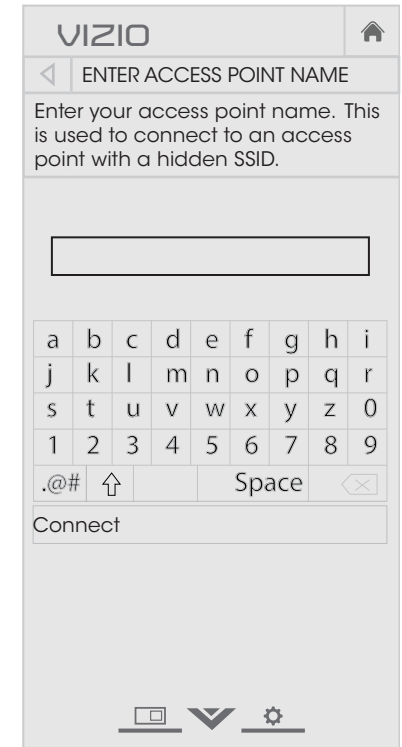 VIZIO
ENTER ACCESS POINT NAME
Enter your access point name. This
is used to connect to an access
point with a hidden SSID.
a b c d e f g h i
j k l m n o p q r
s t u v w x y z 0
1 2 3 4 5 6 7 8 9
.@# Space
Connect